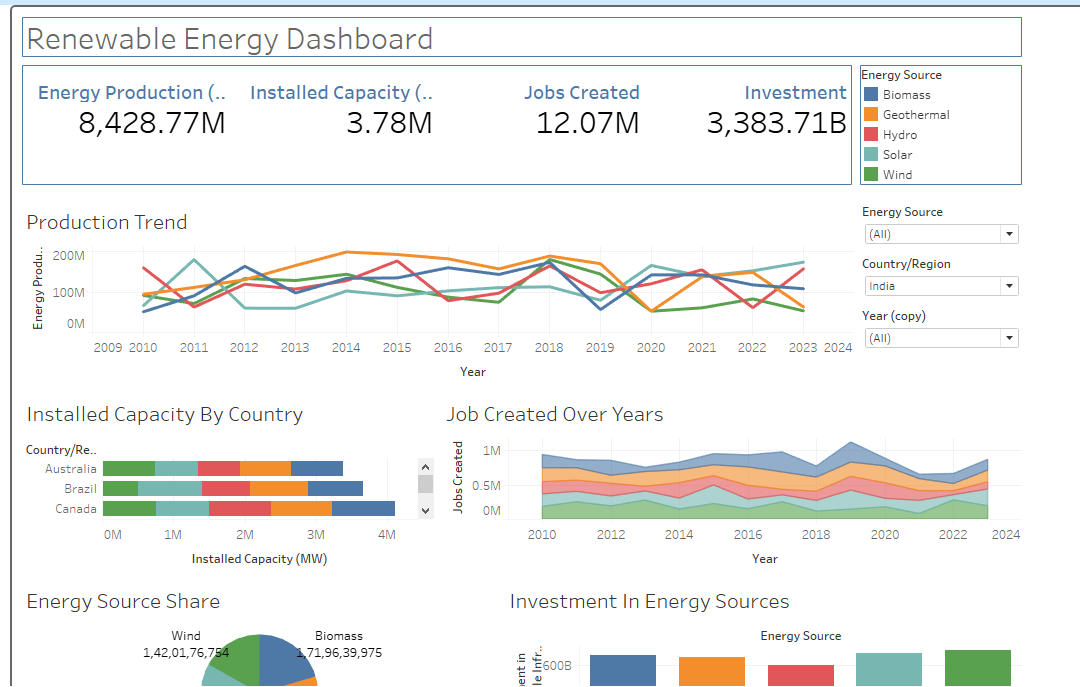 Renewable Energy Dashboard
Energy Production (.. Installed Capacity (.. Jobs Created Investment
8,428.77M 3.78M 12.07M 3,383.71B
Energy Source
Biomass
Geothermal
Hydro
Solar
Wind
Production Trend
Energy Source
(All)
Country/Region
India
Year (copy)
(All)
Energy Produ..
200M
100M
0M
2009 2010 2011 2012 2013 2014 2015 2016 2017 2018 2019 2020 2021 2022 2023 2024
Year
Installed Capacity By Country
Country/Re..
Australia
Brazil
Canada
0M 1M 2M 3M 4M
Installed Capacity (MW)
Job Created Over Years
Jobs Created
1M
0.5M
0M
2010 2012 2014 2016 2018 2020 2022 2024
Year
Energy Source Share
Wind
1,42,01,76,754
Biomass
1,71,96,39,975
Investment In Energy Sources
Energy Source
ent in
le Infr..
600B